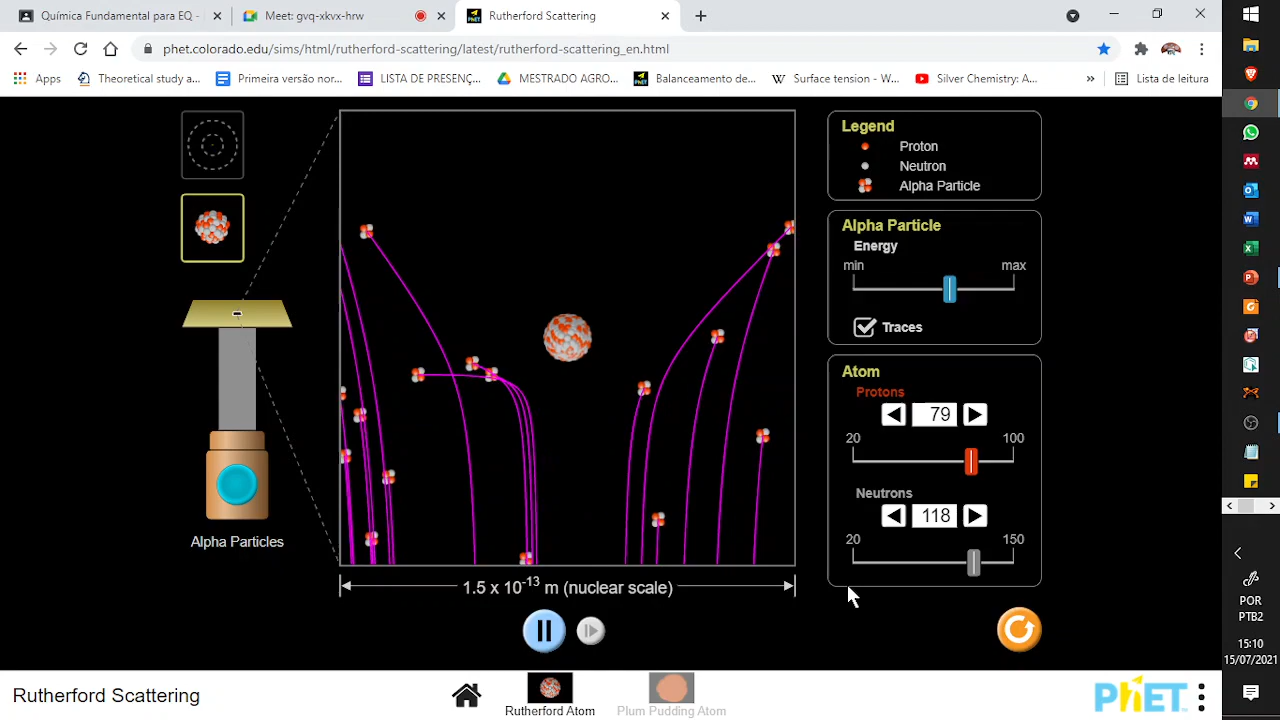 Química Fundamental para EQ -
Meet: gvq-xkvx-hrw
Rutherford Scattering
phet.colorado.edu/sims/html/rutherford-scattering/latest/rutherford-scattering_en.html
Apps
Theoretical study a...
Primeira versão nor...
LISTA DE PRESENÇ...
MESTRADO AGRO...
Balanceamento de...
Surface tension - W...
Silver Chemistry: A...
»
Lista de leitura
Legend
Proton
Neutron
Alpha Particle
Alpha Particle
Energy
min max
Traces
Atom
Protons
79
20 100
Neutrons
118
20 150
Alpha Particles
1.5 x 10⁻¹³ m (nuclear scale)
Rutherford Scattering
Rutherford Atom
Plum Pudding Atom
PhET
POR
PTB2
15:10
15/07/2021